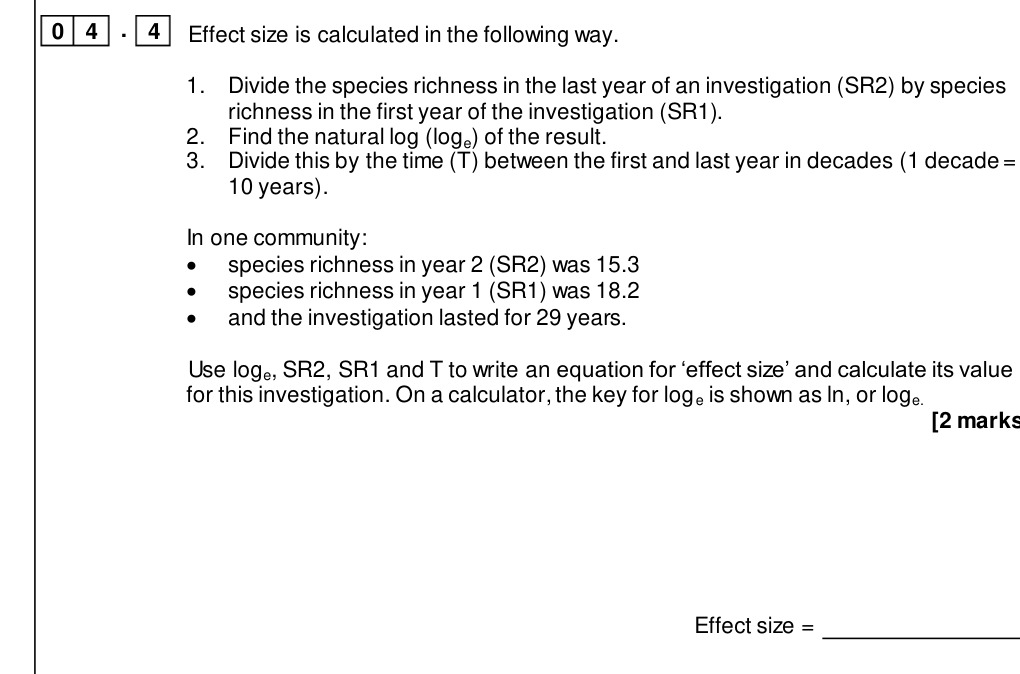 0 4 . 4 Effect size is calculated in the following way.
1. Divide the species richness in the last year of an investigation (SR2) by species
richness in the first year of the investigation (SR1).
2. Find the natural log (logₑ) of the result.
3. Divide this by the time (T) between the first and last year in decades (1 decade =
10 years).
In one community:
• species richness in year 2 (SR2) was 15.3
• species richness in year 1 (SR1) was 18.2
• and the investigation lasted for 29 years.
Use logₑ, SR2, SR1 and T to write an equation for ‘effect size’ and calculate its value
for this investigation. On a calculator, the key for logₑ is shown as ln, or logₑ.
[2 marks
Effect size =